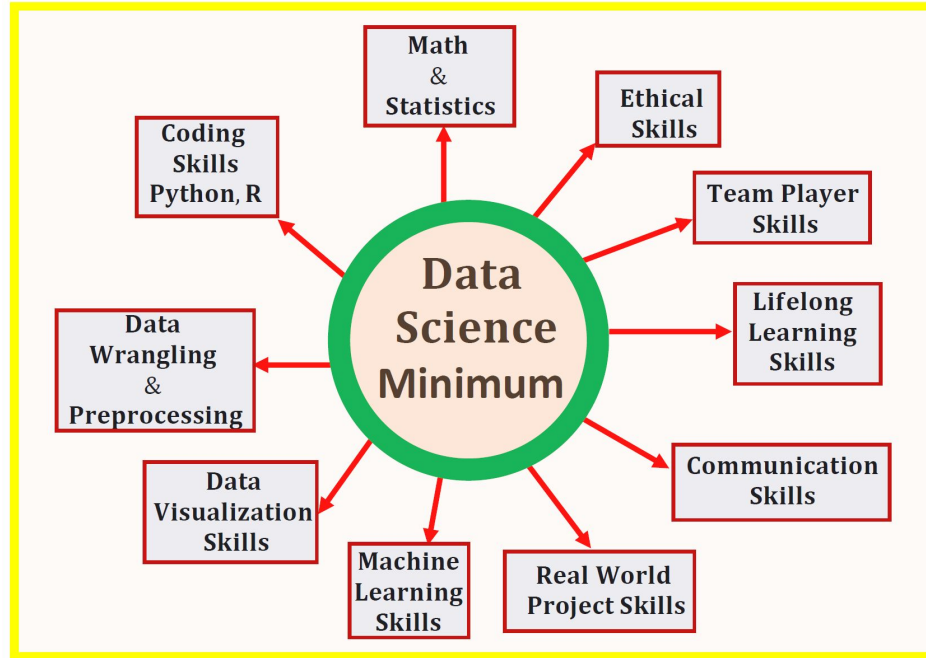 Data
Science
Minimum
Math
&
Statistics
Ethical
Skills
Team Player
Skills
Lifelong
Learning
Skills
Communication
Skills
Real World
Project Skills
Machine
Learning
Skills
Data
Visualization
Skills
Data
Wrangling
&
Preprocessing
Coding
Skills
Python, R